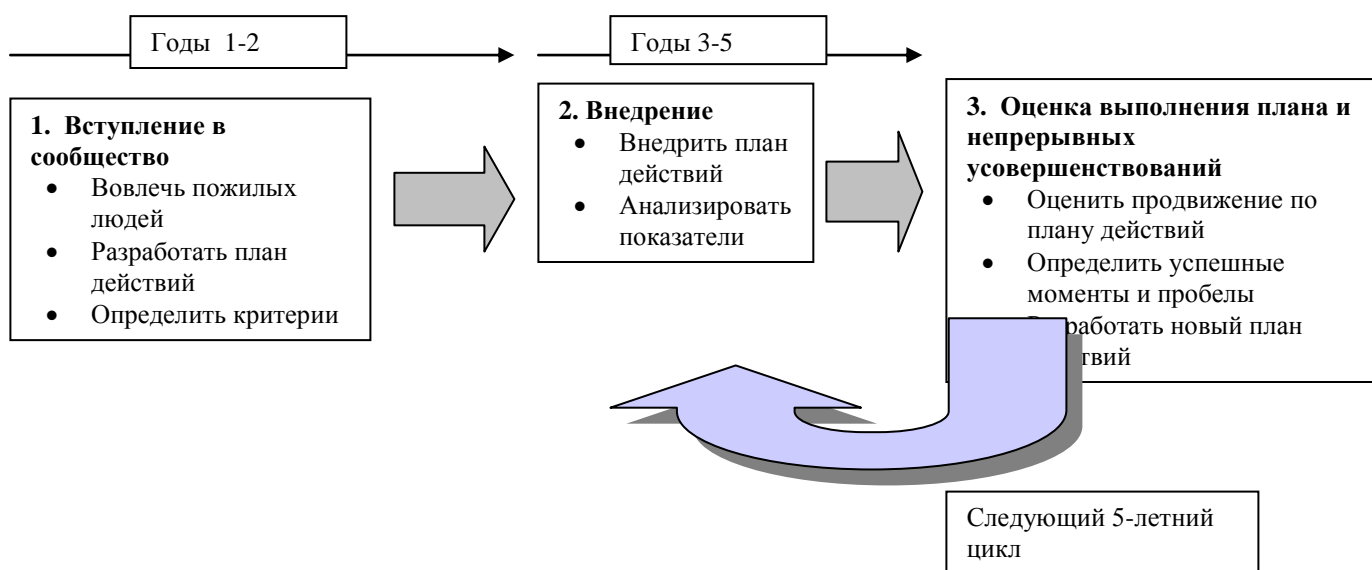 Годы 1-2
Годы 3-5
1. Вступление в
сообщество
• Вовлечь пожилых
людей
• Разработать план
действий
• Определить критерии
2. Внедрение
• Внедрить план
действий
• Анализировать
показатели
3. Оценка выполнения плана и
непрерывных
усовершенствований
• Оценить продвижение по
плану действий
• Определить успешные
моменты и пробелы
новый план
Следующий 5-летний
цикл